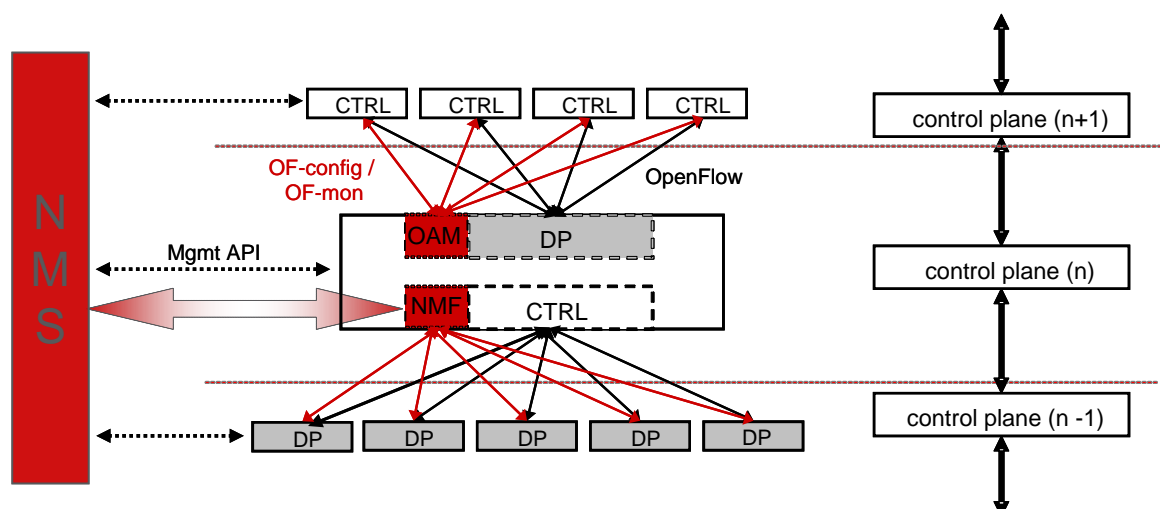 N
M
S
CTRL
CTRL
CTRL
CTRL
control plane (n+1)
OF-config /
OF-mon
OpenFlow
OAM
DP
Mgmt API
control plane (n)
NMF
CTRL
control plane (n -1)
DP
DP
DP
DP
DP